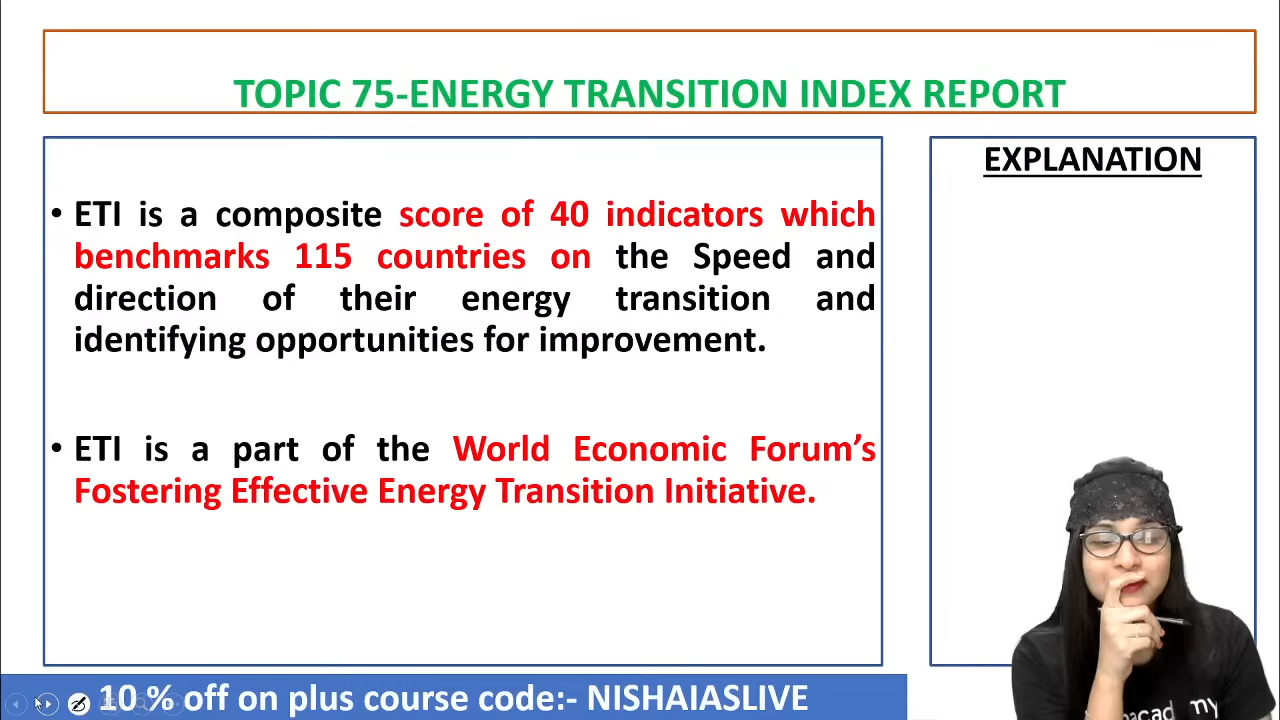 TOPIC 75-ENERGY TRANSITION INDEX REPORT
• ETI is a composite score of 40 indicators which
benchmarks 115 countries on the Speed and
direction of their energy transition and
identifying opportunities for improvement.
• ETI is a part of the World Economic Forum’s
Fostering Effective Energy Transition Initiative.
EXPLANATION
10 % off on plus course code:- NISHAIASLIVE